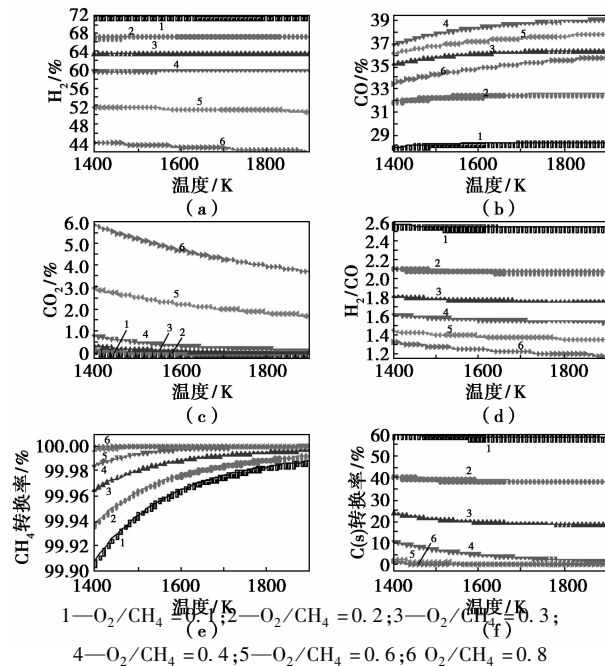 72
68
64
60
56
52
48
44
H₂/%
1
2
3
4
5
6
1400 1600 1800
温度/K
(a)
39
37
35
33
31
29
CO/%
4
5
3
6
2
1
1400 1600 1800
温度/K
(b)
6.0
5.0
4.0
3.0
2.0
1.0
0
CO₂/%
6
5
1 4 3 2
1400 1600 1800
温度/K
(c)
2.6
2.4
2.2
2.0
1.8
1.6
1.4
1.2
H₂/CO
1
2
3
4
5
6
1400 1600 1800
温度/K
(d)
100.00
99.98
99.96
99.94
99.92
99.90
CH₄转换率/%
6
5
4
3
2
1
1400 1600 1800
温度/K
(e)
60
50
40
30
20
10
0
C(s)转换率/%
1
2
3
4
5 6
1400 1600 1800
温度/K
(f)
1—O₂/CH₄=0.1;2—O₂/CH₄=0.2;3—O₂/CH₄=0.3;
4—O₂/CH₄=0.4;5—O₂/CH₄=0.6;6 O₂/CH₄=0.8